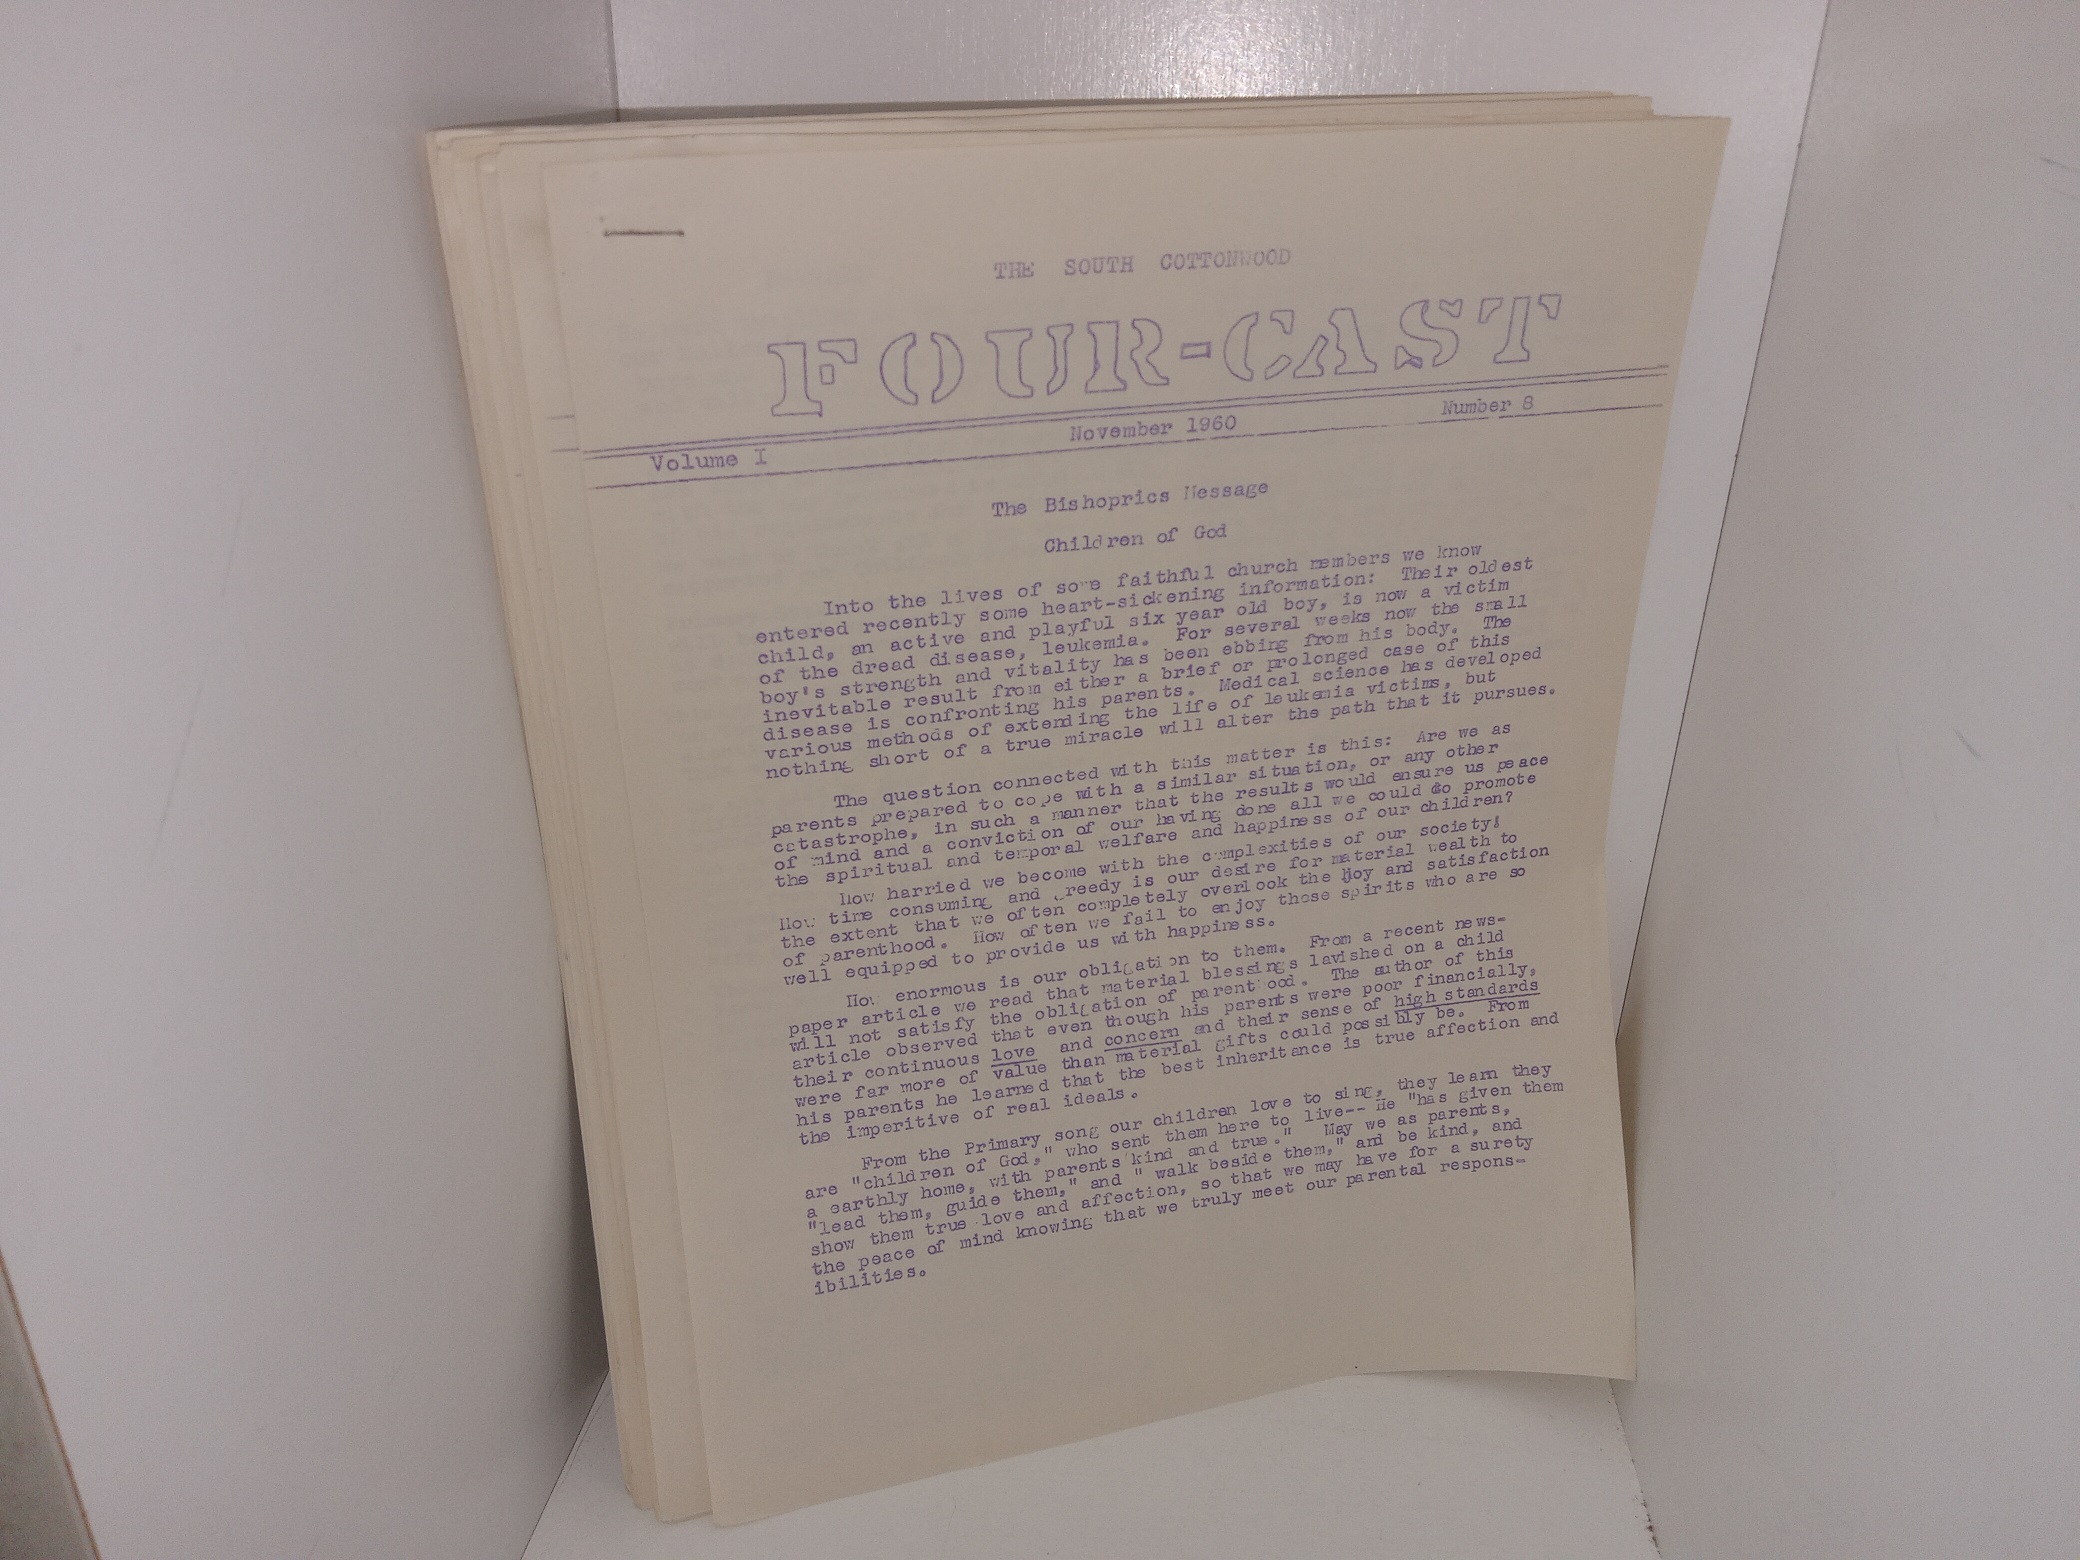 THE SOUTH COTTONWOOD
FOUR-CAST
Volume I November 1960 Number 8
The Bishoprics Message
Children of God
Into the lives of some faithful church members we know
entered recently some heart-sickening information: Their oldest
child, an active and playful six year old boy, is now a victim
of the dread disease, leukemia. For several weeks now the small
boy's strength and vitality has been ebbing from his body. The
inevitable result from either a brief or prolonged case of this
disease is confronting his parents. Medical science has developed
various methods of extending the life of leukemia victims, but
nothing short of a true miracle will alter the path that it pursues.
The question connected with this matter is this: Are we as
parents prepared to cope with a similar situation, or any other
catastrophe, in such a manner that the results would ensure us peace
of mind and a conviction of our having done all we could do promote
the spiritual and temporal welfare and happiness of our children?
How harried we become with the complexities of our society!
How time consuming and greedy is our desire for material wealth to
the extent that we often completely overlook the joy and satisfaction
of parenthood. How often we fail to enjoy those spirits who are so
well equipped to provide us with happiness.
How enormous is our obligation to them. From a recent news-
paper article we read that material blessings lavished on a child
will not satisfy the obligation of parenthood. The author of this
article observed that even though his parents were poor financially,
their continuous love and concern and their sense of high standards
were far more of value than material gifts could possibly be. From
his parents he learned that the best inheritance is true affection and
the imperitive of real ideals.
From the Primary song our children love to sing, they learn they
are "children of God," who sent them here to live-- He "has given them
a earthly home, with parents kind and true." May we as parents,
"lead them, guide them," and " walk beside them," and be kind, and
show them true love and affection, so that we may have for a surety
the peace of mind knowing that we truly meet our parental respons-
ibilities.